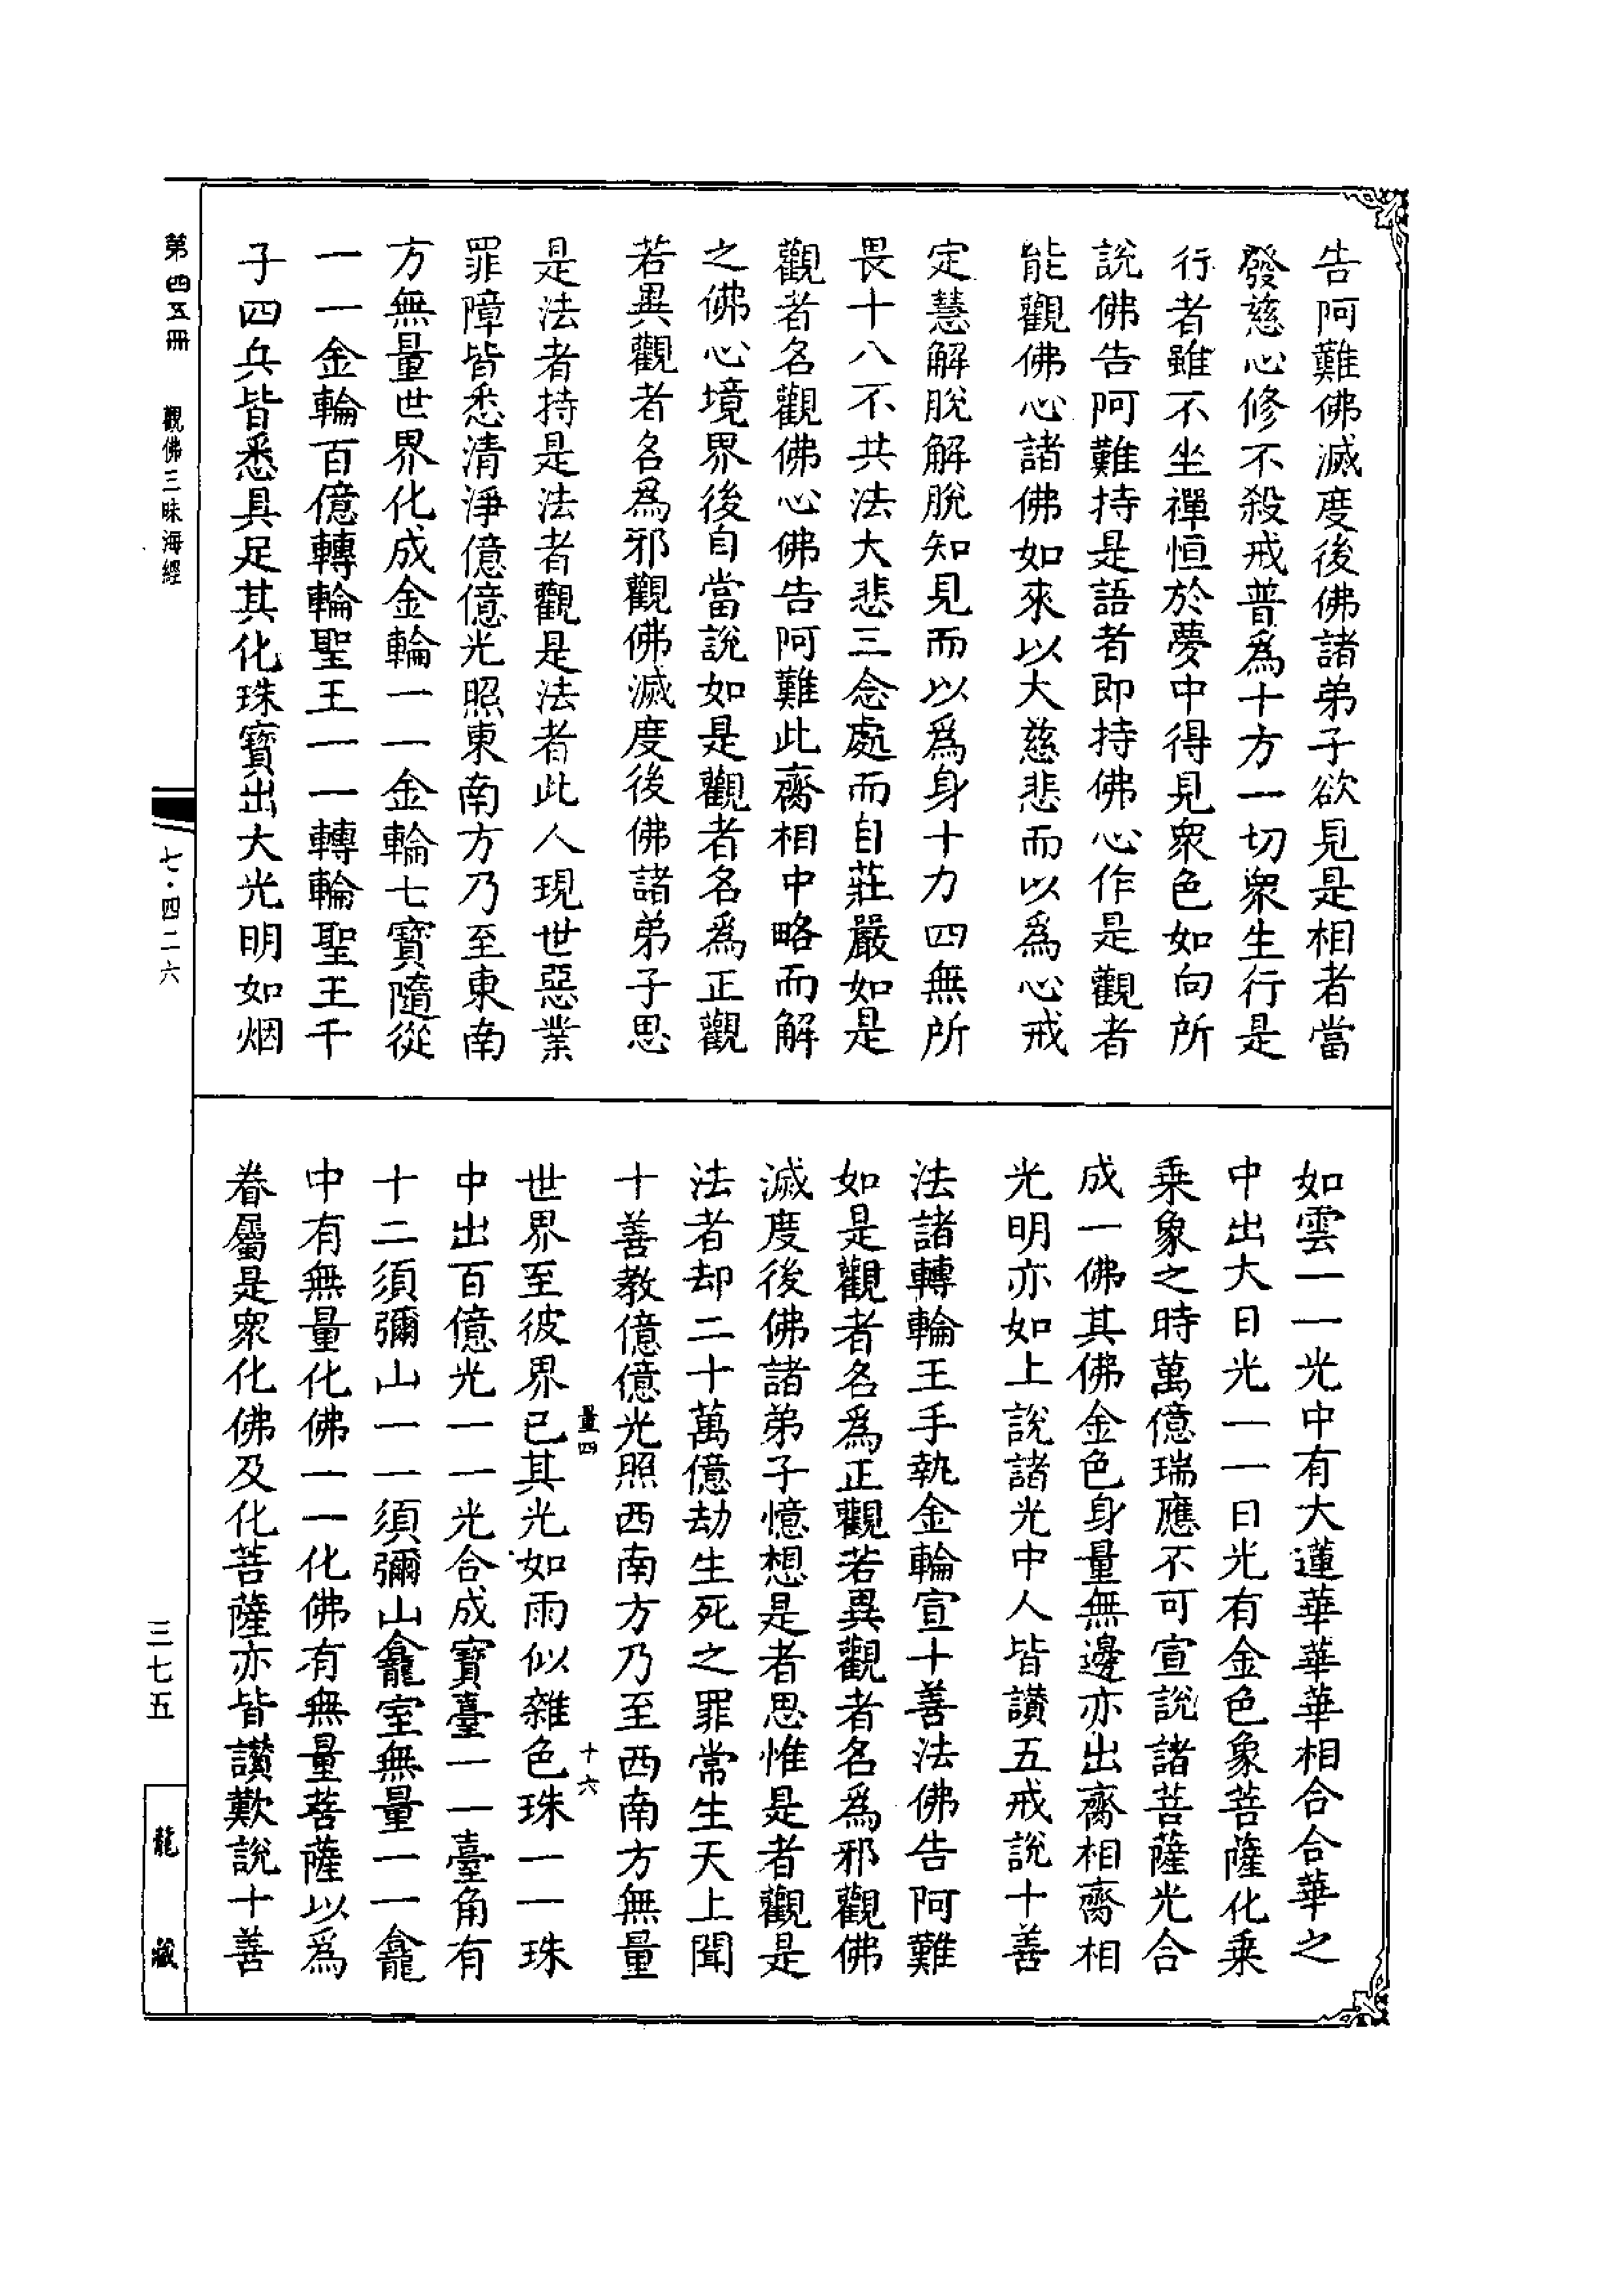 告阿難佛滅度後佛諸弟子欲見是相者當
發慈心修不殺戒普爲十方一切衆生行是
行者雖不坐禪恒於夢中得見衆色如向所
說佛告阿難持是語者即持佛心作是觀者
能觀佛心諸佛如來以大慈悲而以爲心戒
定慧解脫解脫知見而以爲身十力四無所
畏十八不共法大悲三念處而自莊嚴如是
觀者名觀佛心佛告阿難此齋相中略而解
之佛心境界後自當說如是觀者名爲正觀
若異觀者名爲邪觀佛滅度後佛諸弟子思
是法者持是法者觀是法者此人現世惡業
罪障皆悉清淨億億光照東南方乃至東南
方無量世界化成金輪一一金輪七寶隨從
一一金輪百億轉輪聖王一一轉輪聖王千
子四兵皆悉具足其化珠寶出大光明如烟
如雲一一光中有大蓮華華華相合合華之
中出大日光一一日光有金色象菩薩化乗
乗象之時萬億瑞應不可宣說諸菩薩光合
成一佛其佛金色身量無邊亦出齋相齋相
光明亦如上說諸光中人皆讃五戒說十善
法諸轉輪王手執金輪宣十善法佛告阿難
如是觀者名爲正觀若異觀者名爲邪觀佛
滅度後佛諸弟子憶想是者思惟是者觀是
法者却二十萬億劫生死之罪常生天上聞
十善教億億光照西南方乃至西南方無量
量四 十六
世界至彼界已其光如雨似雜色珠一一珠
中出百億光一一光合成寶臺一一臺角有
十二須彌山一一須彌山龕室無量一一龕
中有無量化佛一一化佛有無量菩薩以爲
眷屬是衆化佛及化菩薩亦皆讃歎說十善
第四五冊 觀佛三昧海經 七·四二六 三七五 龍藏